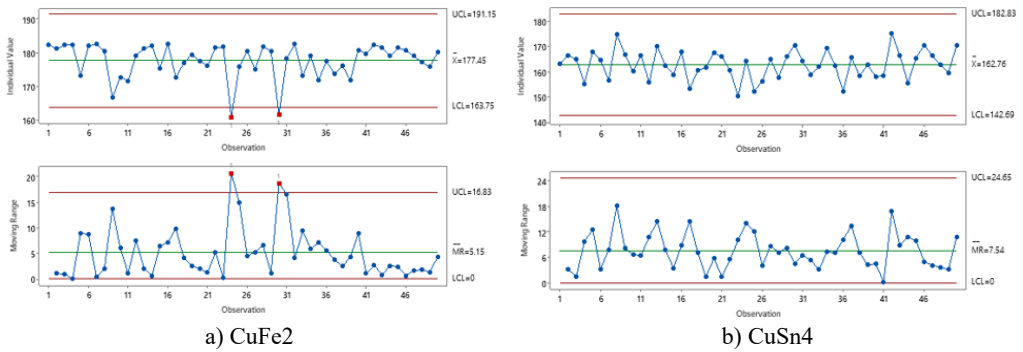 UCL=191.15
190
180
170
160
Individual Value
X̄=177.45
LCL=163.75
1 6 11 16 21 26 31 36 41 46
Observation
20
15
10
5
0
Moving Range
UCL=16.83
M̅R̅=5.15
LCL=0
1 6 11 16 21 26 31 36 41 46
Observation
a) CuFe2
UCL=182.83
180
170
160
150
140
Individual Value
X̄=162.76
LCL=142.69
1 6 11 16 21 26 31 36 41 46
Observation
24
18
12
6
0
Moving Range
UCL=24.65
M̅R̅=7.54
LCL=0
1 6 11 16 21 26 31 36 41 46
Observation
b) CuSn4